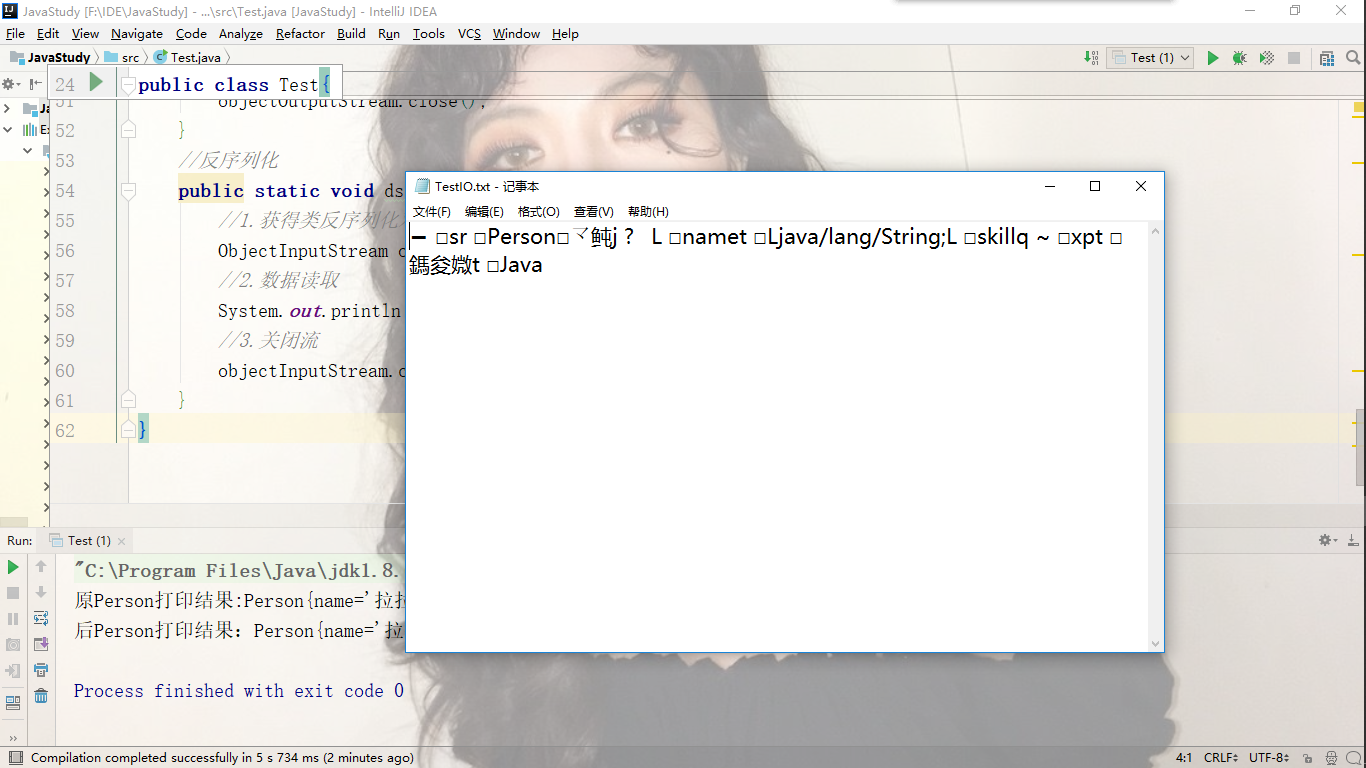 JavaStudy [F:\IDE\JavaStudy] - ...\src\Test.java [JavaStudy] - IntelliJ IDEA
File Edit View Navigate Code Analyze Refactor Build Run Tools VCS Window Help
JavaStudy src Test.java Test (1)
24 public class Test{
51 objectOutputStream.close();
52 }
53 //反序列化
54 public static void ds
55 //1.获得类反序列化
56 ObjectInputStream o
57 //2.数据读取
58 System.out.println
59 //3.关闭流
60 objectInputStream.c
61 }
62 }
TestIO.txt - 记事本
文件(F) 编辑(E) 格式(O) 查看(V) 帮助(H)
sr □Person□ j ? L □namet □Ljava/lang/String;L □skillq ~ □xpt □
t □Java
Run: Test (1)
"C:\Program Files\Java\jdk1.8.
原Person打印结果:Person{name='拉拉
后Person打印结果: Person{name='拉
Process finished with exit code 0
Compilation completed successfully in 5 s 734 ms (2 minutes ago) 4:1 CRLF UTF-8